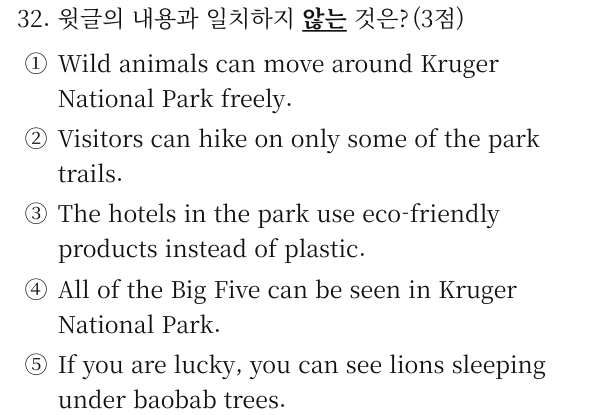 32. 윗글의 내용과 일치하지 않는 것은?(3점)
① Wild animals can move around Kruger
National Park freely.
② Visitors can hike on only some of the park
trails.
③ The hotels in the park use eco-friendly
products instead of plastic.
④ All of the Big Five can be seen in Kruger
National Park.
⑤ If you are lucky, you can see lions sleeping
under baobab trees.